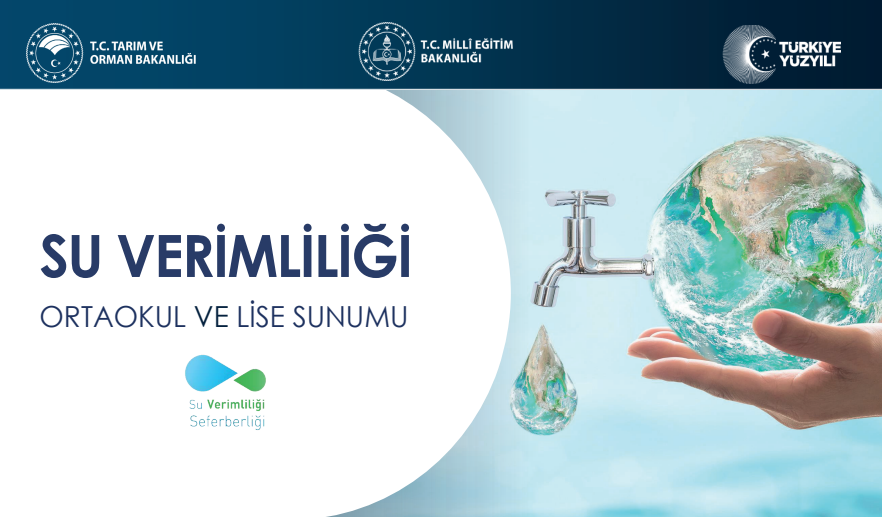 T.C. TARIM VE
ORMAN BAKANLIĞI
T.C. MİLLÎ EĞİTİM
BAKANLIĞI
TÜRKİYE
YÜZYILI
SU VERİMLİLİĞİ
ORTAOKUL VE LİSE SUNUMU
Su Verimliliği
Seferberliği